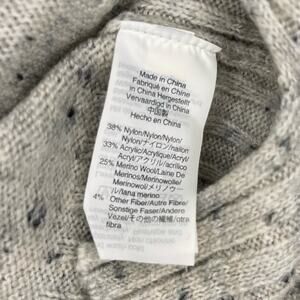 Made in China
Fabriqué en Chine
In China Hergestellt
Vervaardigd in China
中国製
Hecho en China
38% Nylon/Nylon/Nylon/
Nylon/ナイロン/nailon
33% Acrylic/Acrylique/Acryl/
Acryl/アクリル/acrílico
25% Merino Wool/Laine De
Merinos/Merinowolle/
Merinowol/メリノウー
ル/lana merino
4% Other Fiber/Autre Fibre/
Sonstige Faser/Andere
Vezel/その他の繊維/otra
fibra